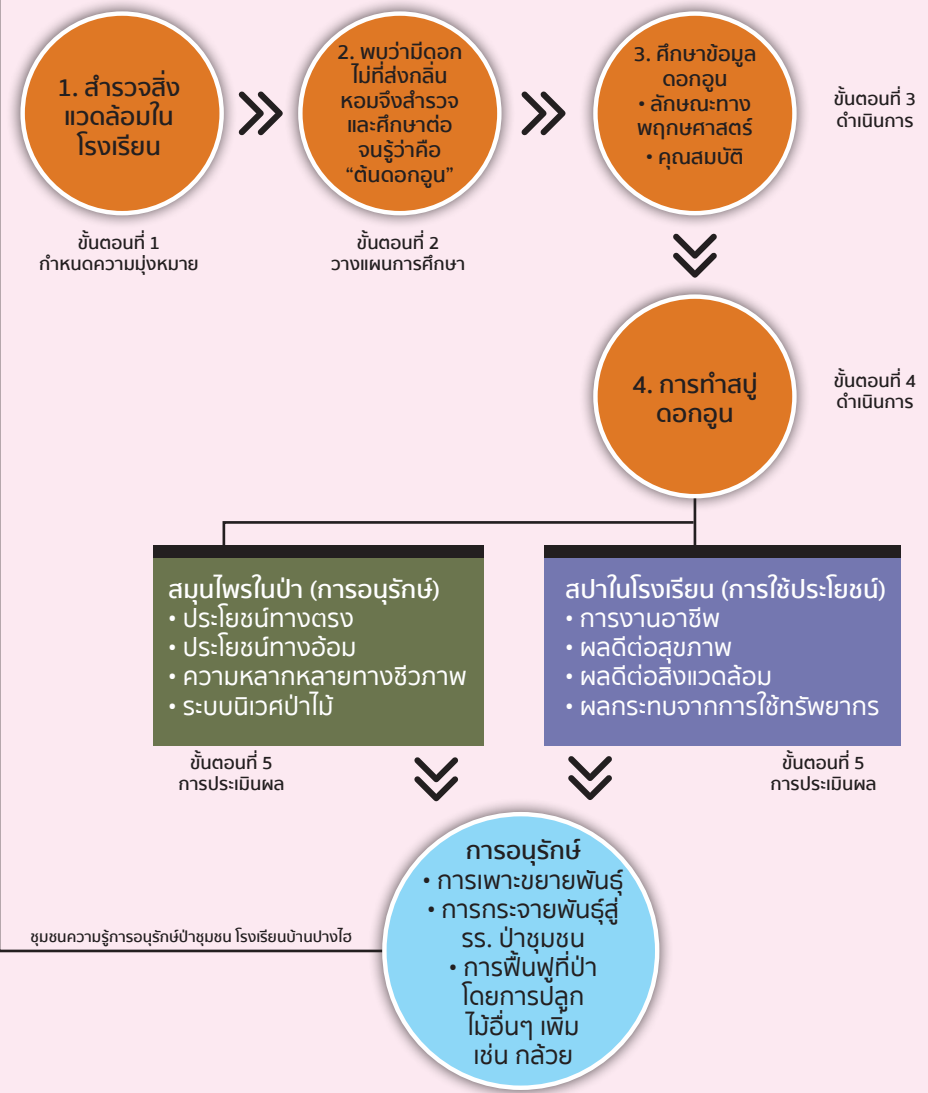 1. สำรวจสิ่ง
แวดล้อมใน
โรงเรียน
ขั้นตอนที่ 1
กำหนดความมุ่งหมาย
2. พบว่ามีดอก
ไม่ที่ส่งกลิ่น
หอมจึงสำรวจ
และศึกษาต่อ
จนรู้ว่าคือ
“ต้นดอกอูน”
ขั้นตอนที่ 2
วางแผนการศึกษา
3. ศึกษาข้อมูล
ดอกอูน
• ลักษณะทาง
พฤกษศาสตร์
• คุณสมบัติ
ขั้นตอนที่ 3
ดำเนินการ
4. การทำสบู่
ดอกอูน
ขั้นตอนที่ 4
ดำเนินการ
สมุนไพรในป่า (การอนุรักษ์)
• ประโยชน์ทางตรง
• ประโยชน์ทางอ้อม
• ความหลากหลายทางชีวภาพ
• ระบบนิเวศป่าไม้
ขั้นตอนที่ 5
การประเมินผล
สปาในโรงเรียน (การใช้ประโยชน์)
• การงานอาชีพ
• ผลดีต่อสุขภาพ
• ผลดีต่อสิ่งแวดล้อม
• ผลกระทบจากการใช้ทรัพยากร
ขั้นตอนที่ 5
การประเมินผล
การอนุรักษ์
• การเพาะขยายพันธุ์
• การกระจายพันธุ์สู่
รร. ป่าชุมชน
• การฟื้นฟูที่ป่า
โดยการปลูก
ไม้อื่นๆ เพิ่ม
เช่น กล้วย
ชุมชนความรู้การอนุรักษ์ป่าชุมชน โรงเรียนบ้านปางไฮ